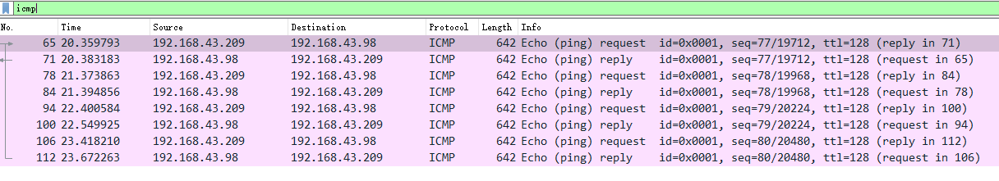 icmp
No. Time Source Destination Protocol Length Info
65 20.359793 192.168.43.209 192.168.43.98 ICMP 642 Echo (ping) request id=0x0001, seq=77/19712, ttl=128 (reply in 71)
71 20.383183 192.168.43.98 192.168.43.209 ICMP 642 Echo (ping) reply id=0x0001, seq=77/19712, ttl=128 (request in 65)
78 21.373863 192.168.43.209 192.168.43.98 ICMP 642 Echo (ping) request id=0x0001, seq=78/19968, ttl=128 (reply in 84)
84 21.394856 192.168.43.98 192.168.43.209 ICMP 642 Echo (ping) reply id=0x0001, seq=78/19968, ttl=128 (request in 78)
94 22.400584 192.168.43.209 192.168.43.98 ICMP 642 Echo (ping) request id=0x0001, seq=79/20224, ttl=128 (reply in 100)
100 22.549925 192.168.43.98 192.168.43.209 ICMP 642 Echo (ping) reply id=0x0001, seq=79/20224, ttl=128 (request in 94)
106 23.418210 192.168.43.209 192.168.43.98 ICMP 642 Echo (ping) request id=0x0001, seq=80/20480, ttl=128 (reply in 112)
112 23.672263 192.168.43.98 192.168.43.209 ICMP 642 Echo (ping) reply id=0x0001, seq=80/20480, ttl=128 (request in 106)